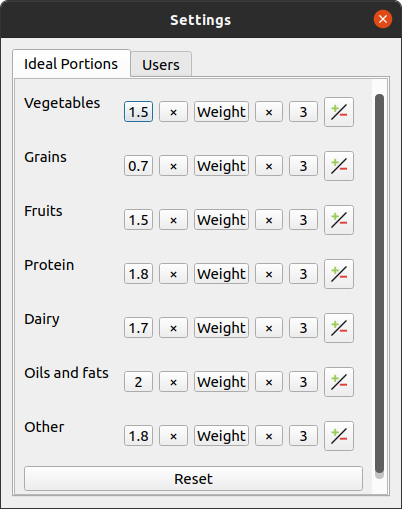 Settings
Ideal Portions Users
Vegetables 1.5 × Weight × 3
Grains 0.7 × Weight × 3
Fruits 1.5 × Weight × 3
Protein 1.8 × Weight × 3
Dairy 1.7 × Weight × 3
Oils and fats 2 × Weight × 3
Other 1.8 × Weight × 3
Reset